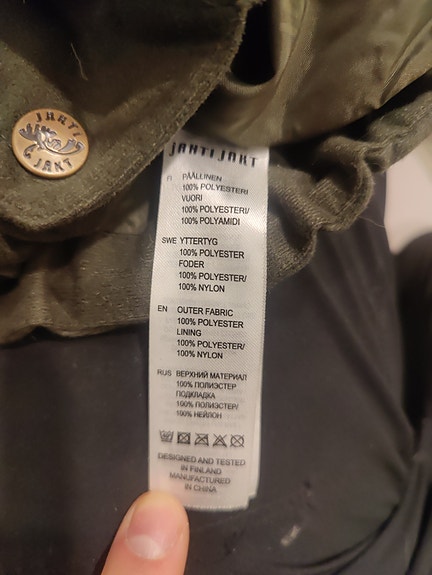 JAHTI
& JAKT
JAHTIJAKT
FI PÄÄLLINEN
100% POLYESTERI
VUORI
100% POLYESTERI/
100% POLYAMIDI
SWE YTTERTYG
100% POLYESTER
FODER
100% POLYESTER/
100% NYLON
EN OUTER FABRIC
100% POLYESTER
LINING
100% POLYESTER/
100% NYLON
RUS ВЕРХНИЙ МАТЕРИАЛ
100% ПОЛИЭСТЕР
ПОДКЛАДКА
100% ПОЛИЭСТЕР/
100% НЕЙЛОН
DESIGNED AND TESTED
IN FINLAND
MANUFACTURED
IN CHINA